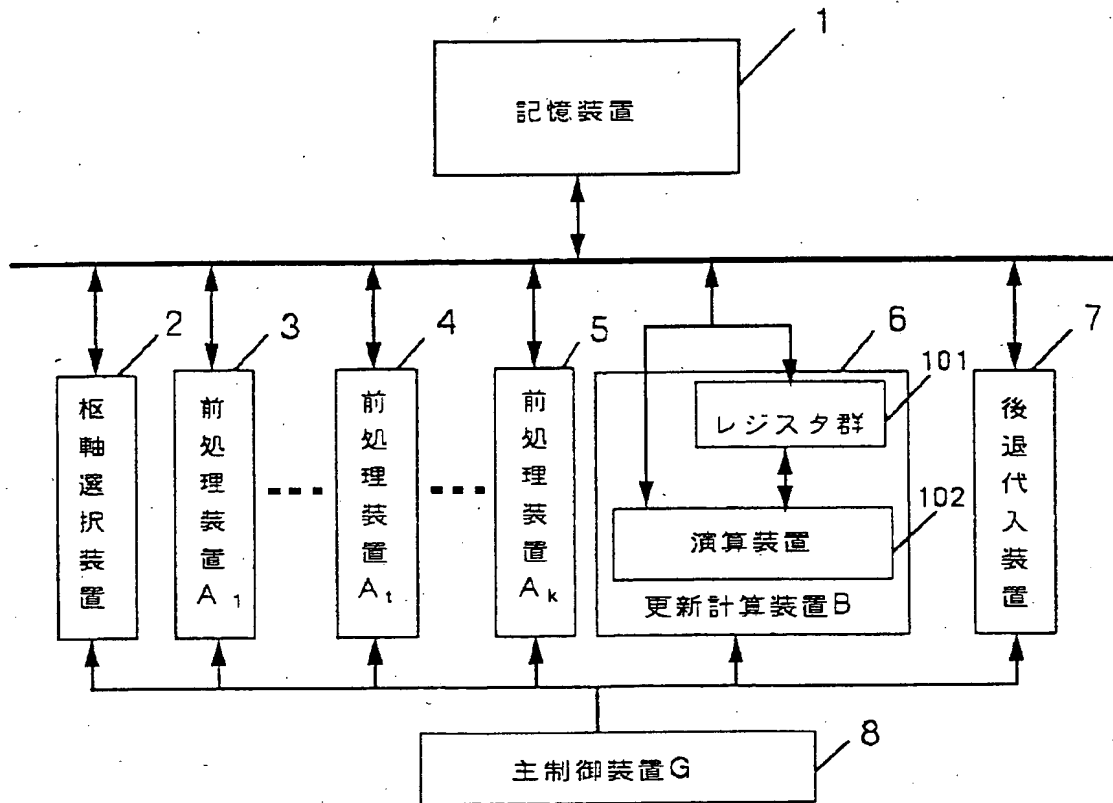 1
記憶装置
2
枢軸選択装置
3
前処理装置A₁
4
前処理装置Aₜ
5
前処理装置Aₖ
6
101
レジスタ群
102
演算装置
更新計算装置B
7
後退代入装置
8
主制御装置G